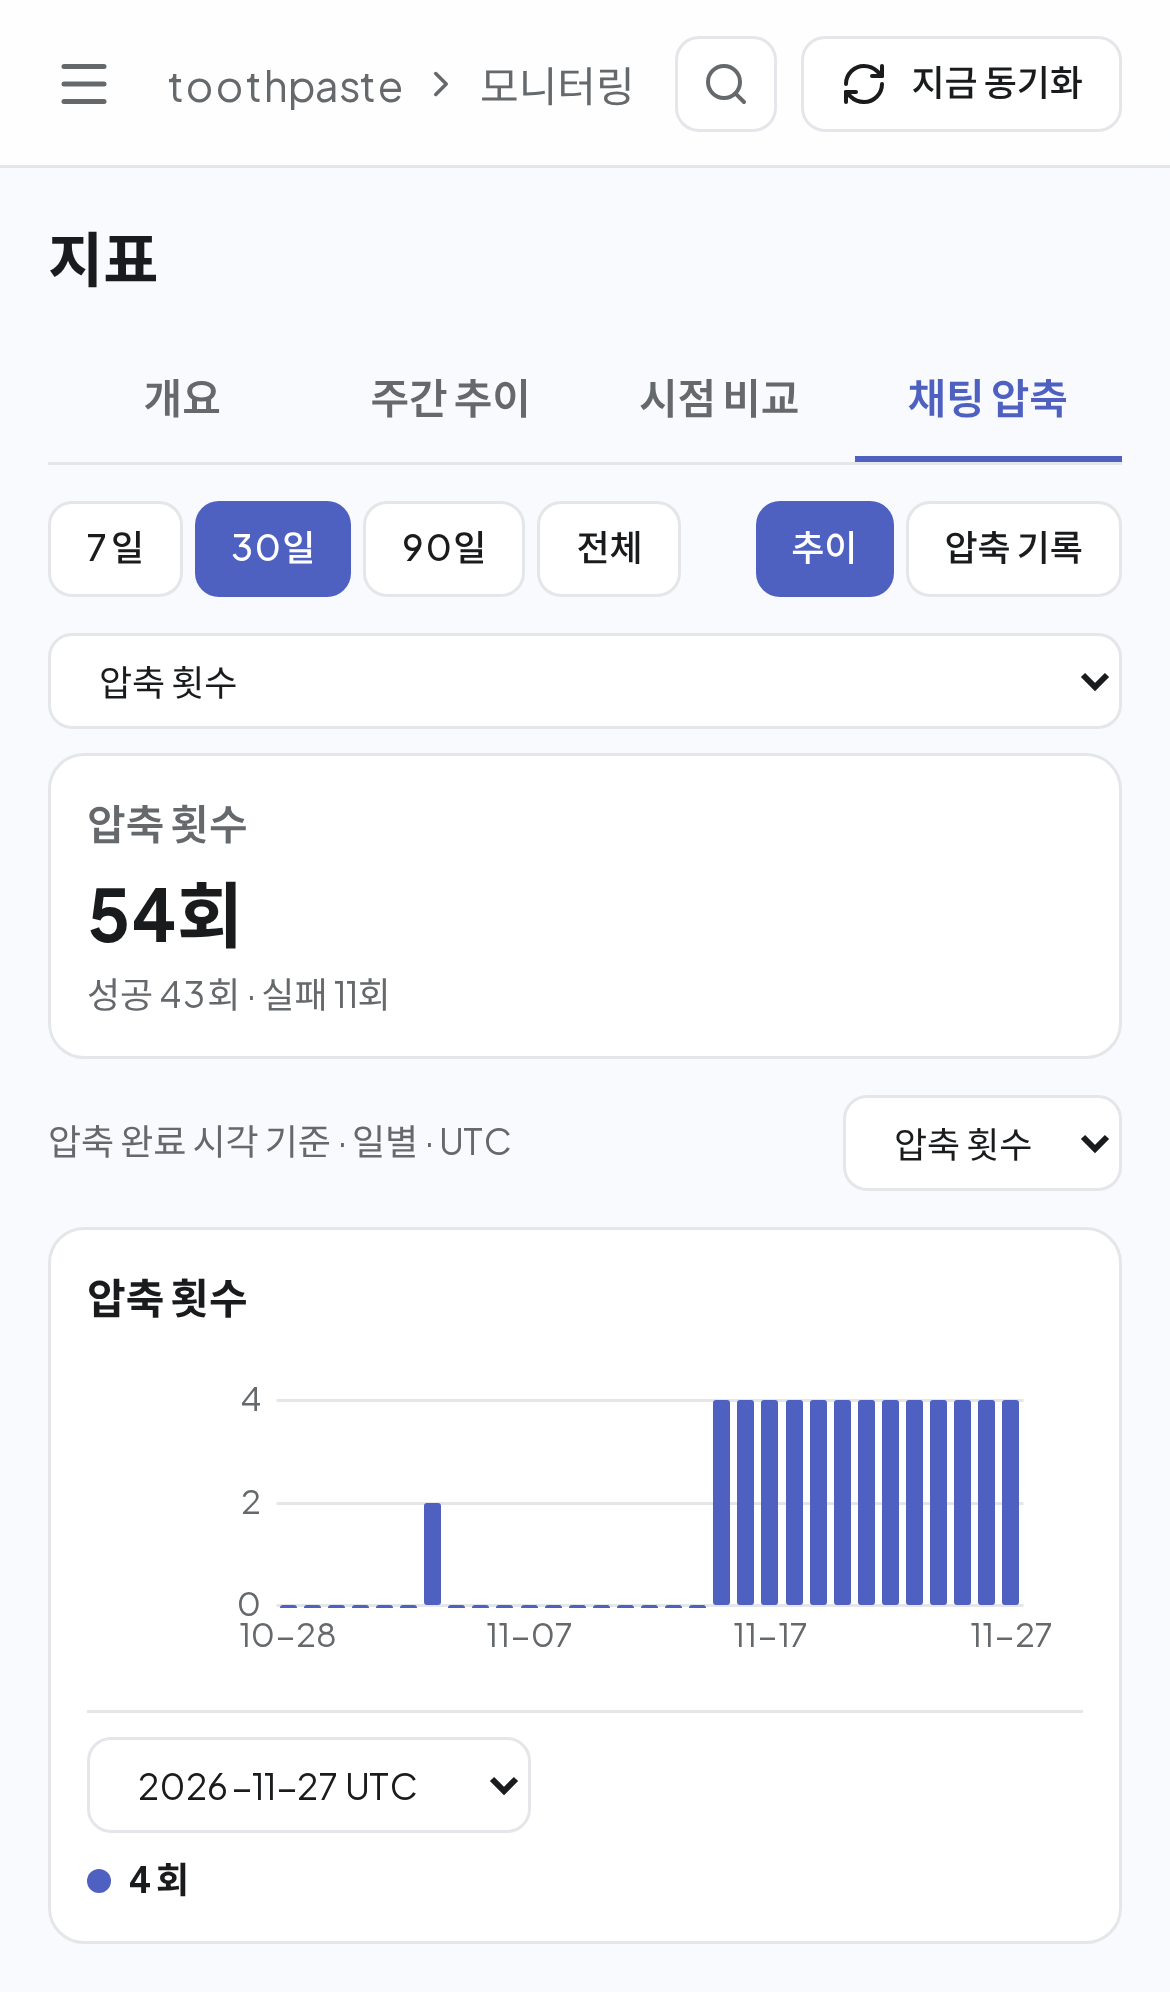 toothpaste > 모니터링
지금 동기화
지표
개요 주간 추이 시점 비교 채팅 압축
7일 30일 90일 전체 추이 압축 기록
압축 횟수
압축 횟수
54회
성공 43회 · 실패 11회
압축 완료 시각 기준 · 일별 · UTC
압축 횟수
압축 횟수
4
2
0
10-28 11-07 11-17 11-27
2026-11-27 UTC
4회